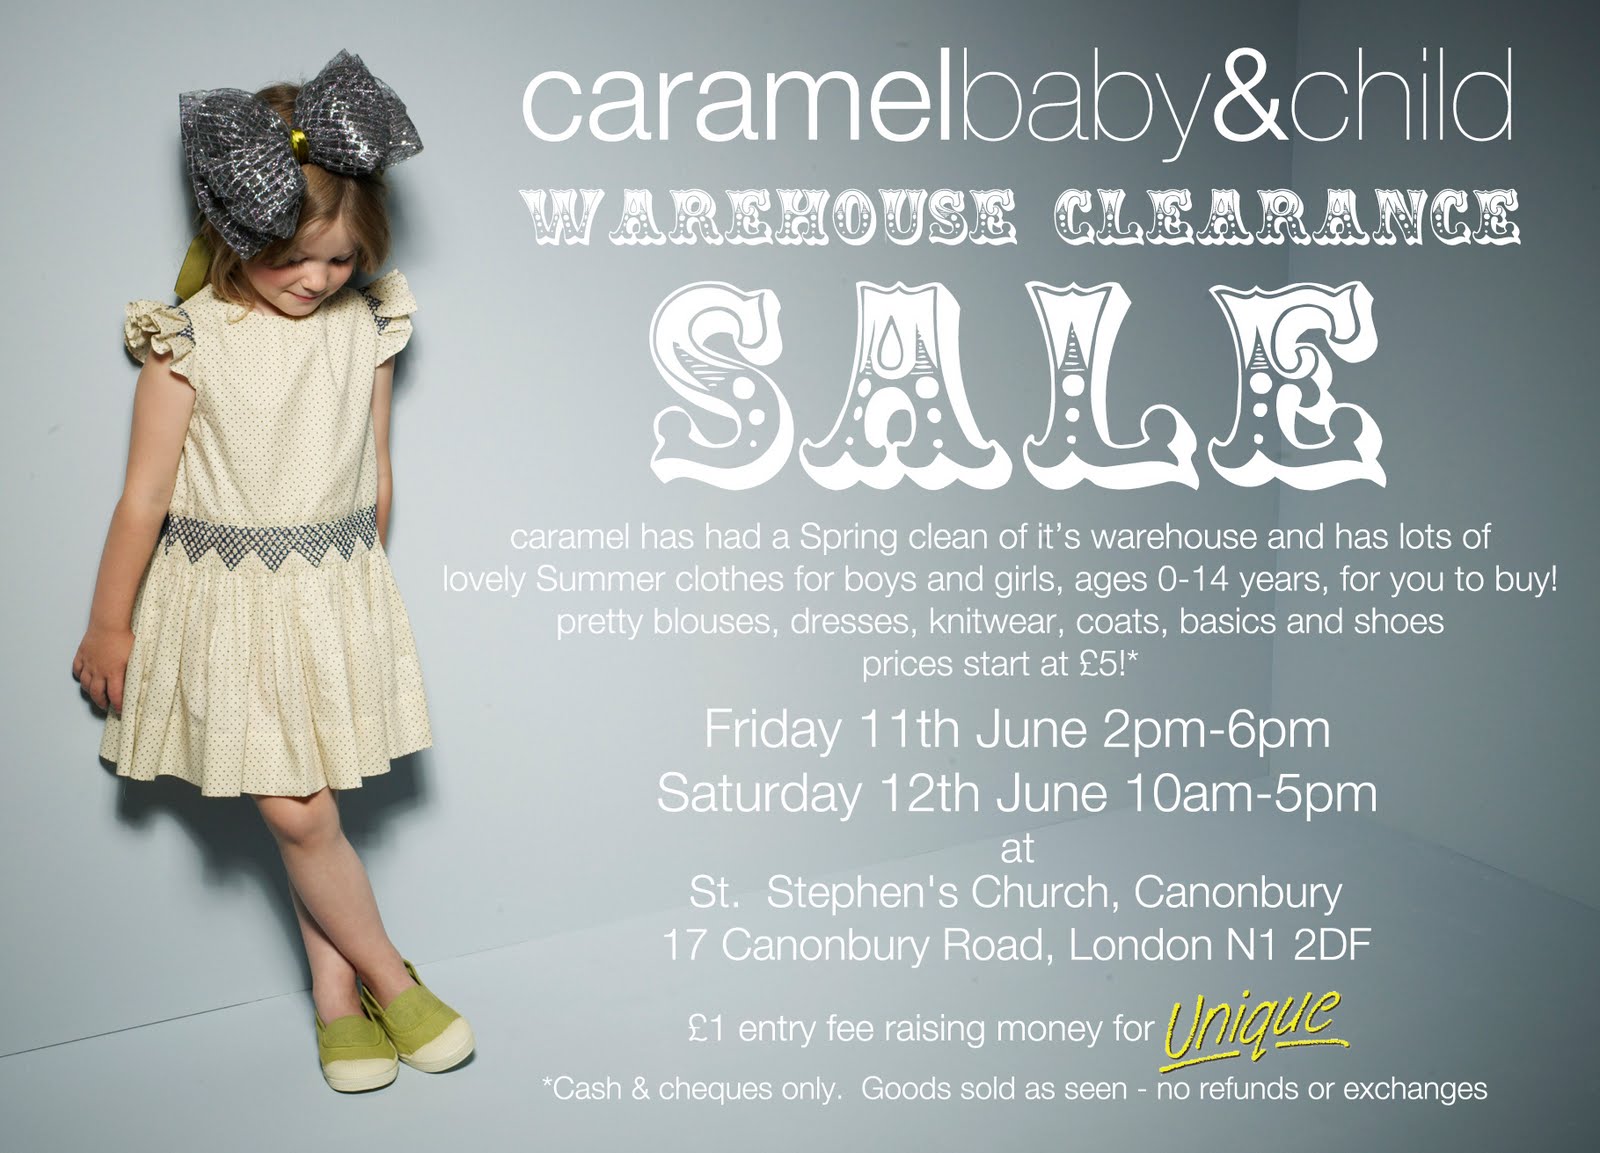 caramelbaby&child
WAREHOUSE CLEARANCE
SALE
caramel has had a Spring clean of it's warehouse and has lots of
lovely Summer clothes for boys and girls, ages 0-14 years, for you to buy!
pretty blouses, dresses, knitwear, coats, basics and shoes
prices start at £5!*
Friday 11th June 2pm-6pm
Saturday 12th June 10am-5pm
at
St.  Stephen's Church, Canonbury
17 Canonbury Road, London N1 2DF
£1 entry fee raising money for Unique
*Cash & cheques only.  Goods sold as seen - no refunds or exchanges